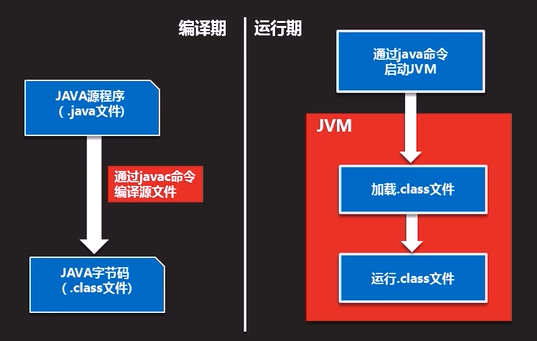 编译期
运行期
JAVA源程序
（.java文件)
通过javac命令
编译源文件
JAVA字节码
（.class文件)
通过java命令
启动JVM
JVM
加载.class文件
运行.class文件